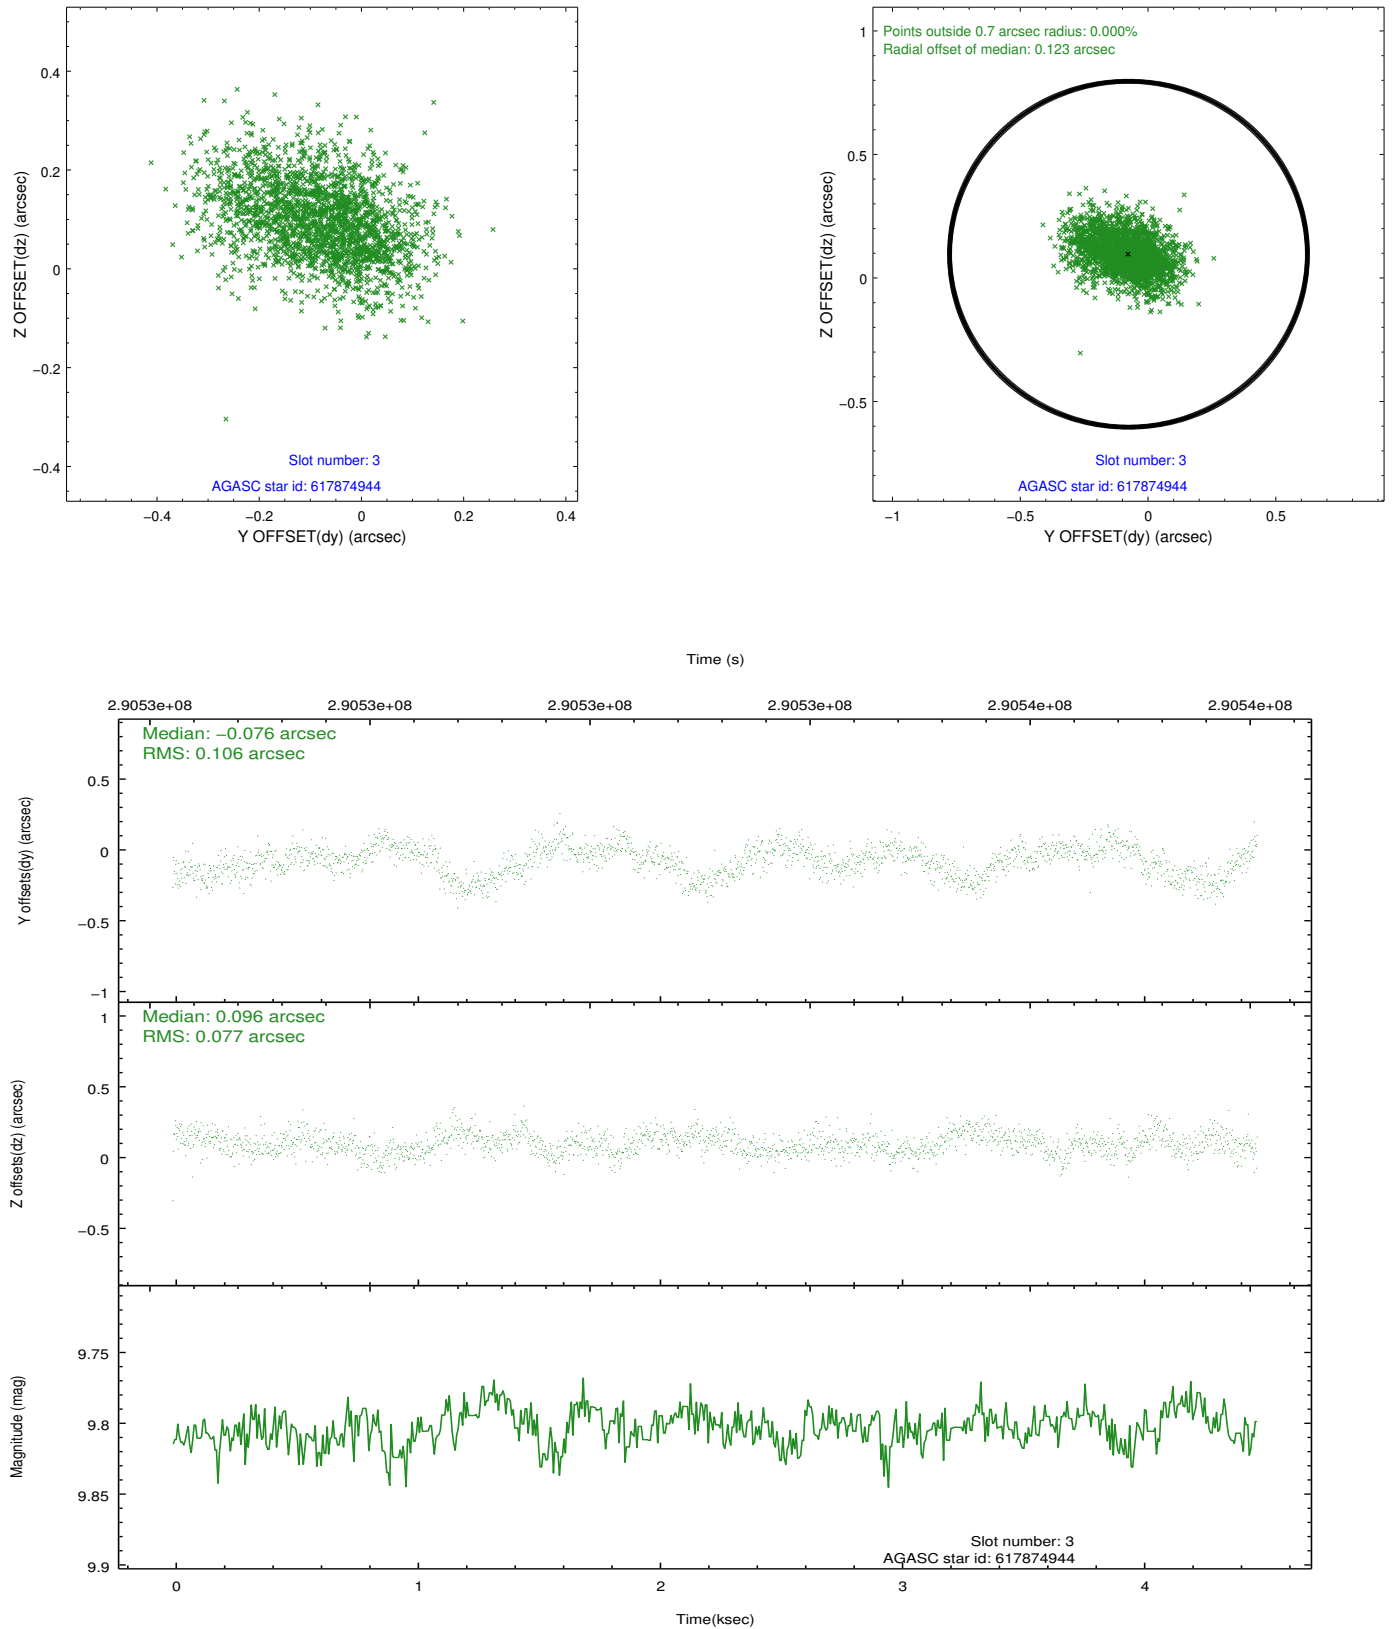 0.4
0.2
0
−0.2
−0.4
Z OFFSET(dz) (arcsec)
Slot number: 3
AGASC star id: 617874944
−0.4 −0.2 0 0.2 0.4
Y OFFSET(dy) (arcsec)
Points outside 0.7 arcsec radius: 0.000%
Radial offset of median: 0.123 arcsec
1
0.5
0
−0.5
Z OFFSET(dz) (arcsec)
Slot number: 3
AGASC star id: 617874944
−1 −0.5 0 0.5
Y OFFSET(dy) (arcsec)
Time (s)
2.9053e+08 2.9053e+08 2.9053e+08 2.9053e+08 2.9054e+08 2.9054e+08
Median: −0.076 arcsec
RMS: 0.106 arcsec
0.5
0
−0.5
−1
Y offsets(dy) (arcsec)
Median: 0.096 arcsec
RMS: 0.077 arcsec
1
0.5
0
−0.5
Z offsets(dz) (arcsec)
9.75
9.8
9.85
9.9
Magnitude (mag)
Slot number: 3
AGASC star id: 617874944
0 1 2 3 4
Time(ksec)